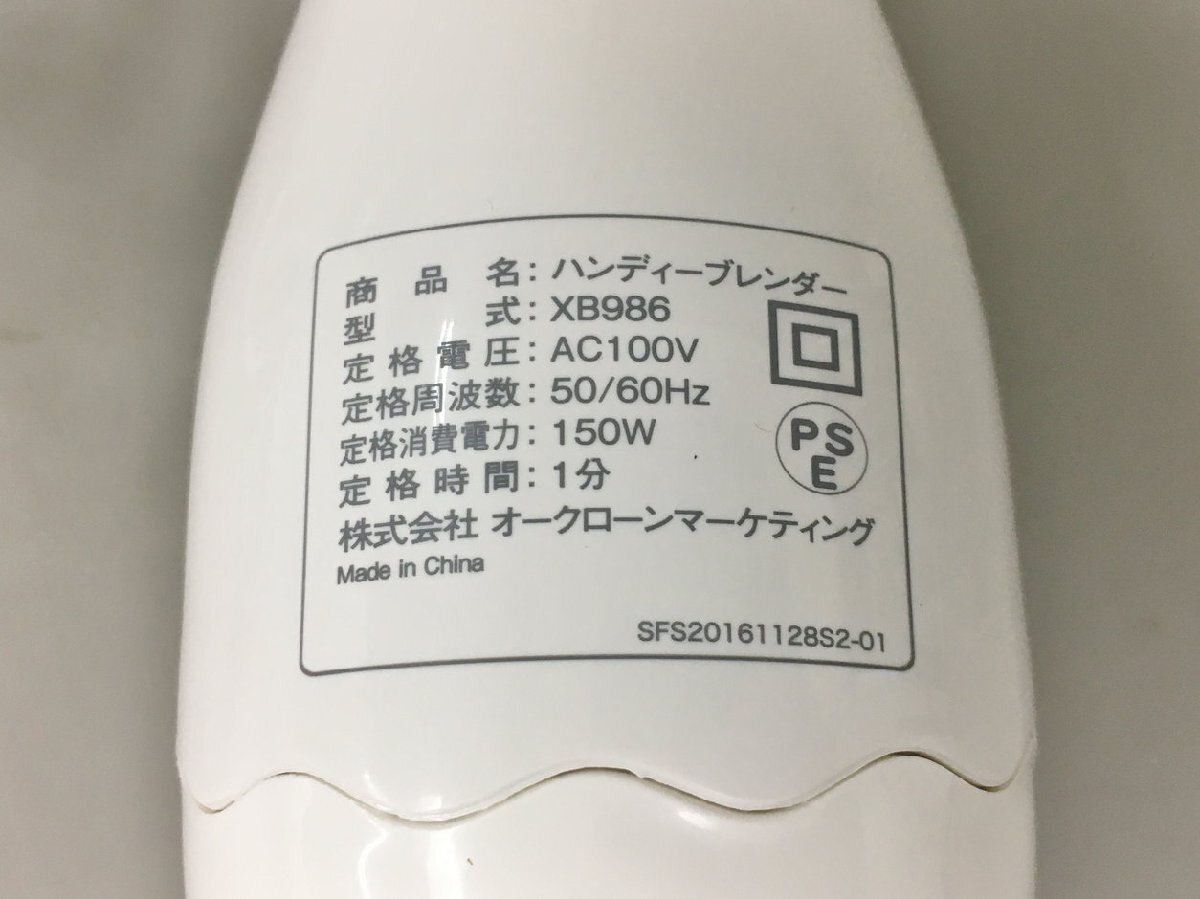 商品名：ハンディーブレンダー
型式：XB986
定格電圧：AC100V
定格周波数：50/60Hz
定格消費電力：150W
定格時間：1分
PSE
株式会社 オークローンマーケティング
Made in China
SFS20161128S2-01